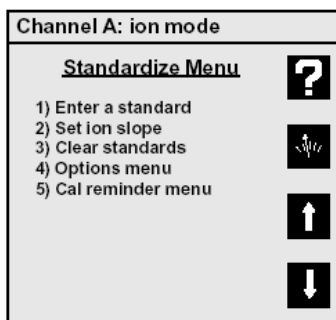 Channel A: ion mode
Standardize Menu
1) Enter a standard
2) Set ion slope
3) Clear standards
4) Options menu
5) Cal reminder menu
?